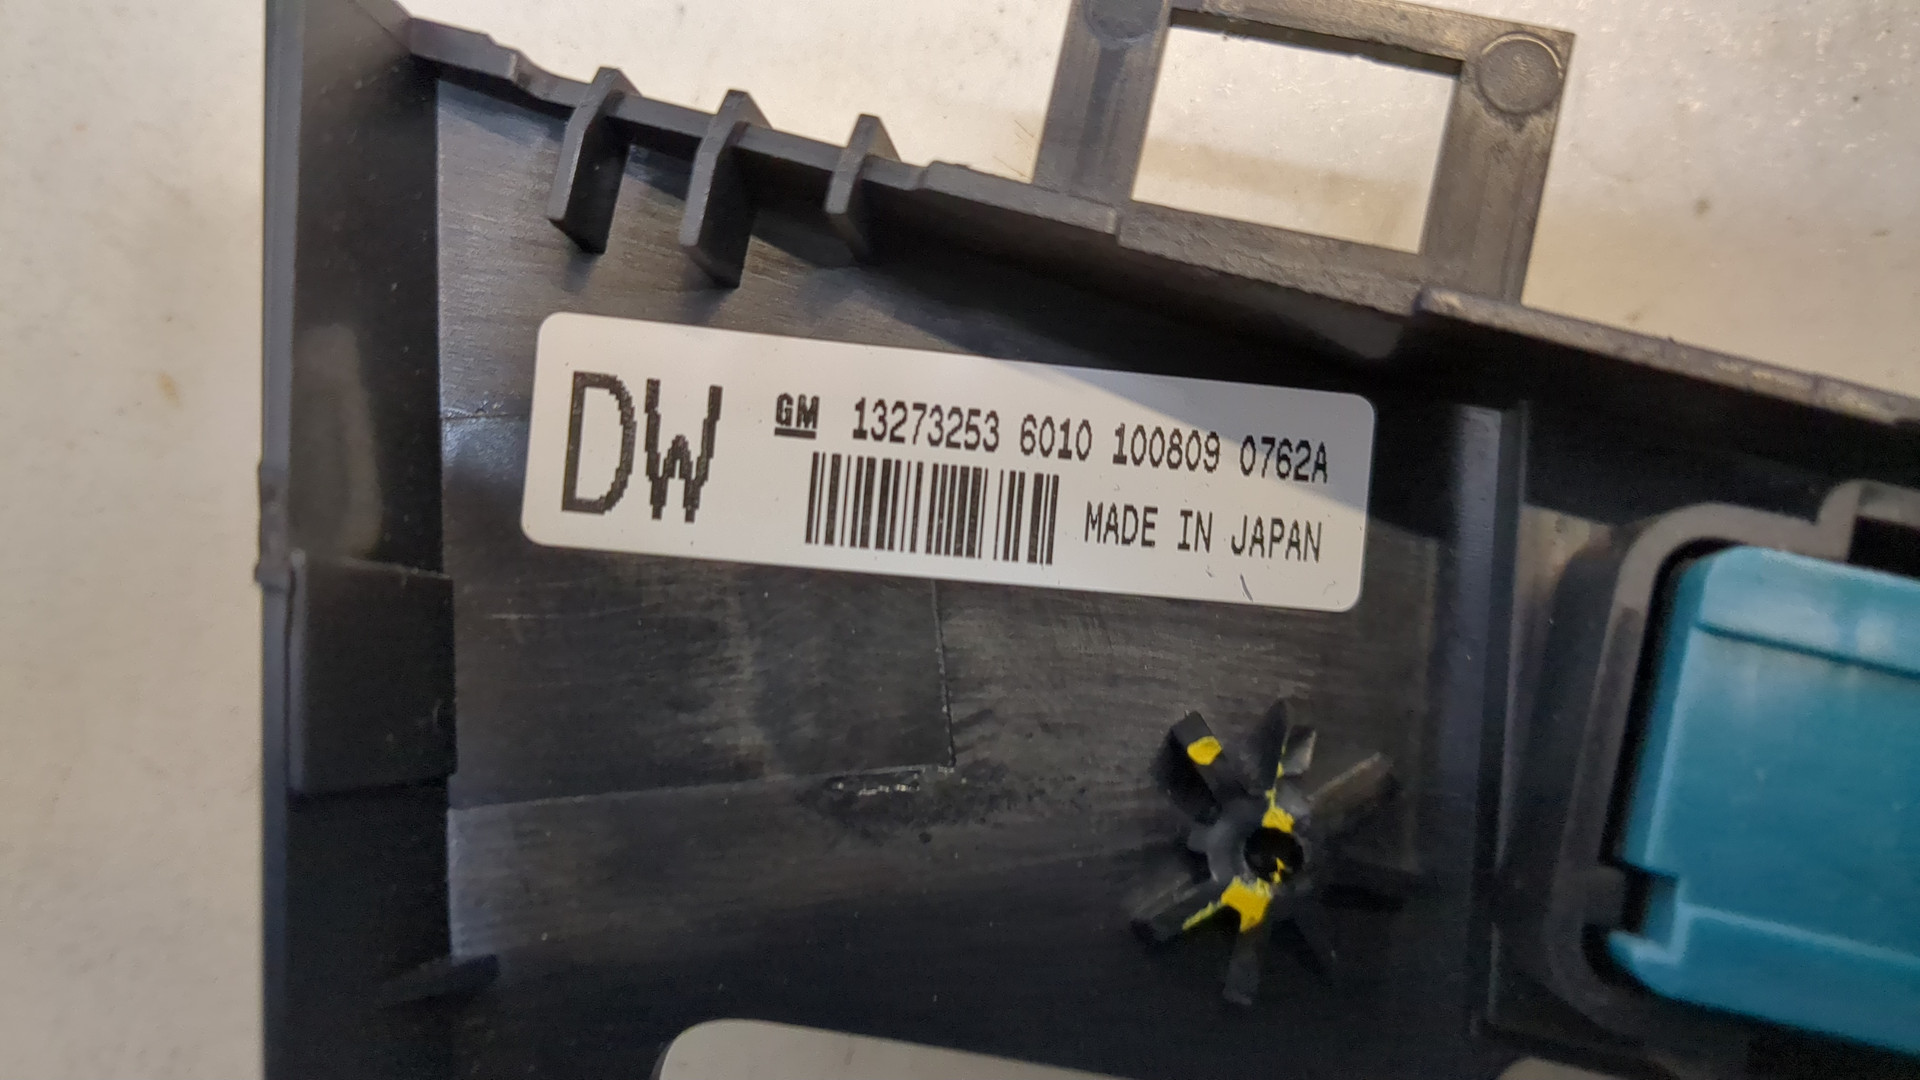 DW
GM 13273253 6010 100809 0762A
MADE IN JAPAN